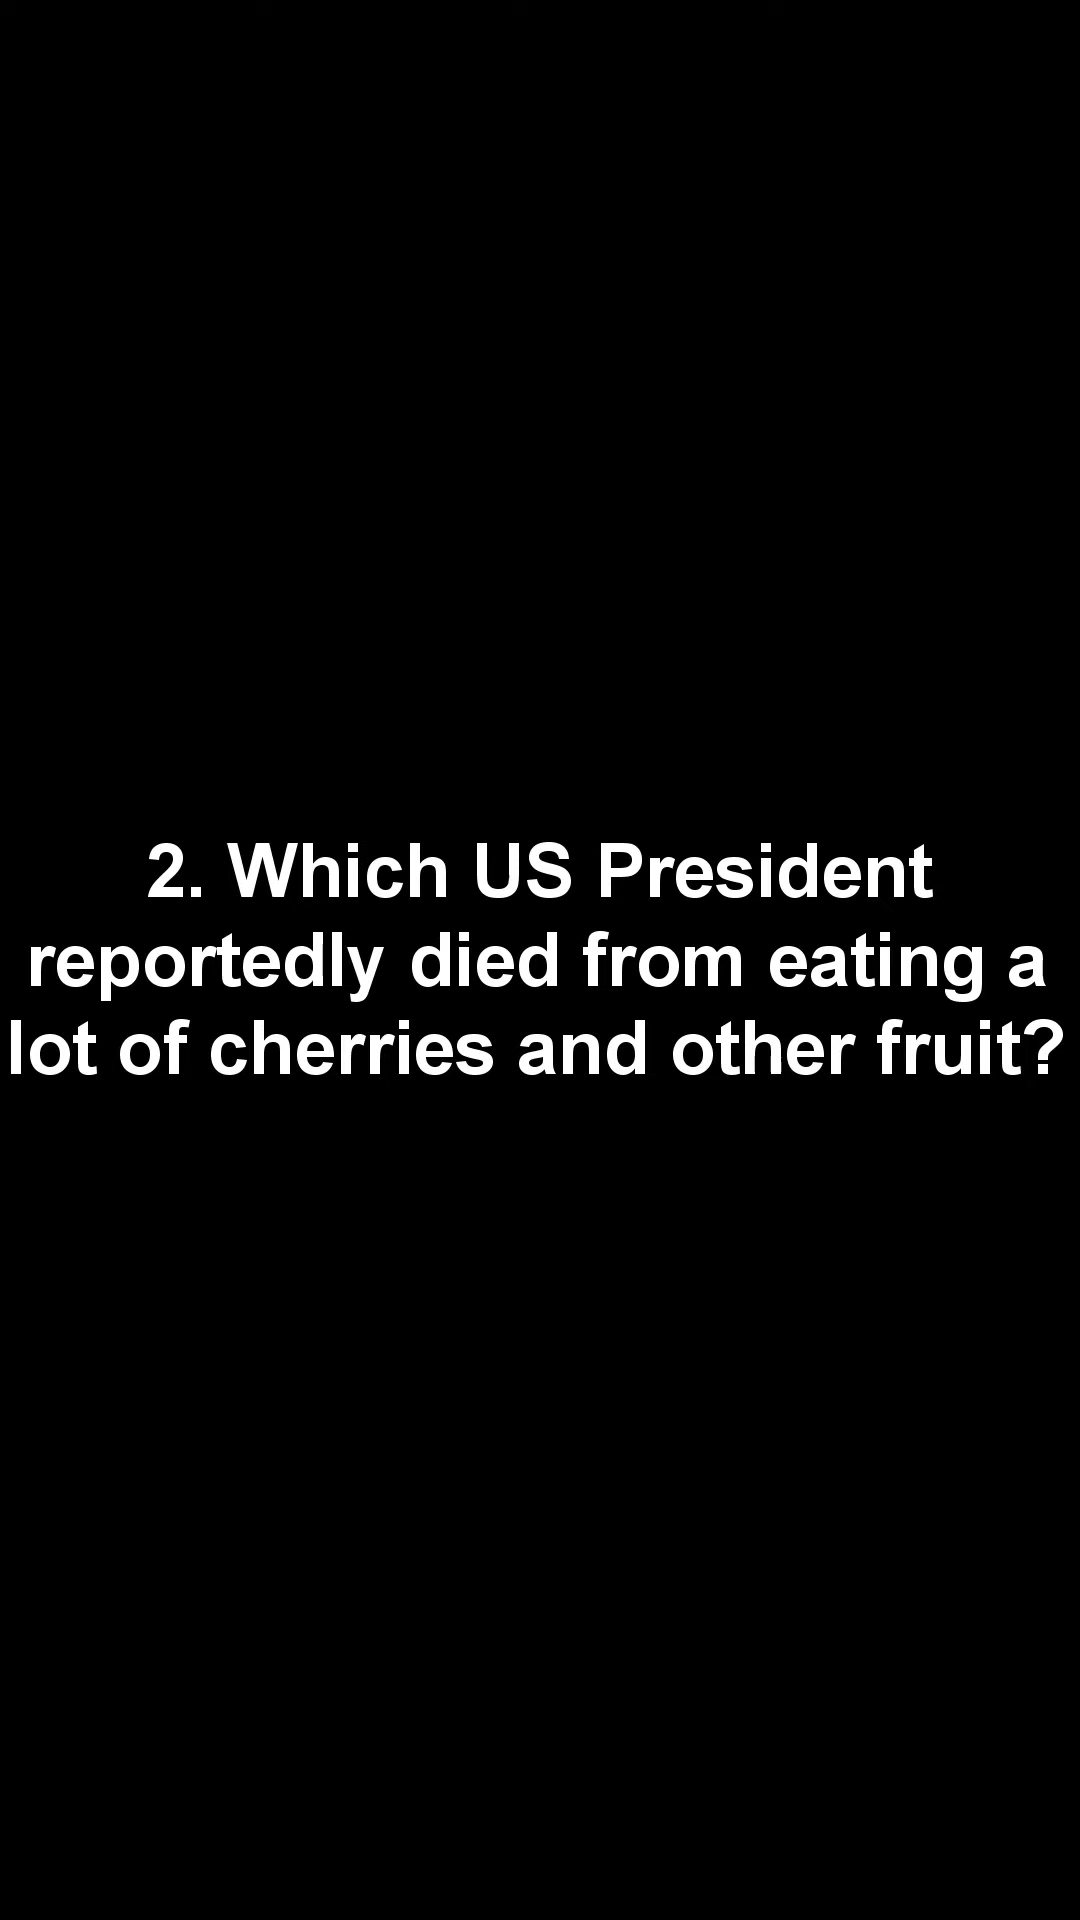 2. Which US President
reportedly died from eating a
lot of cherries and other fruit?